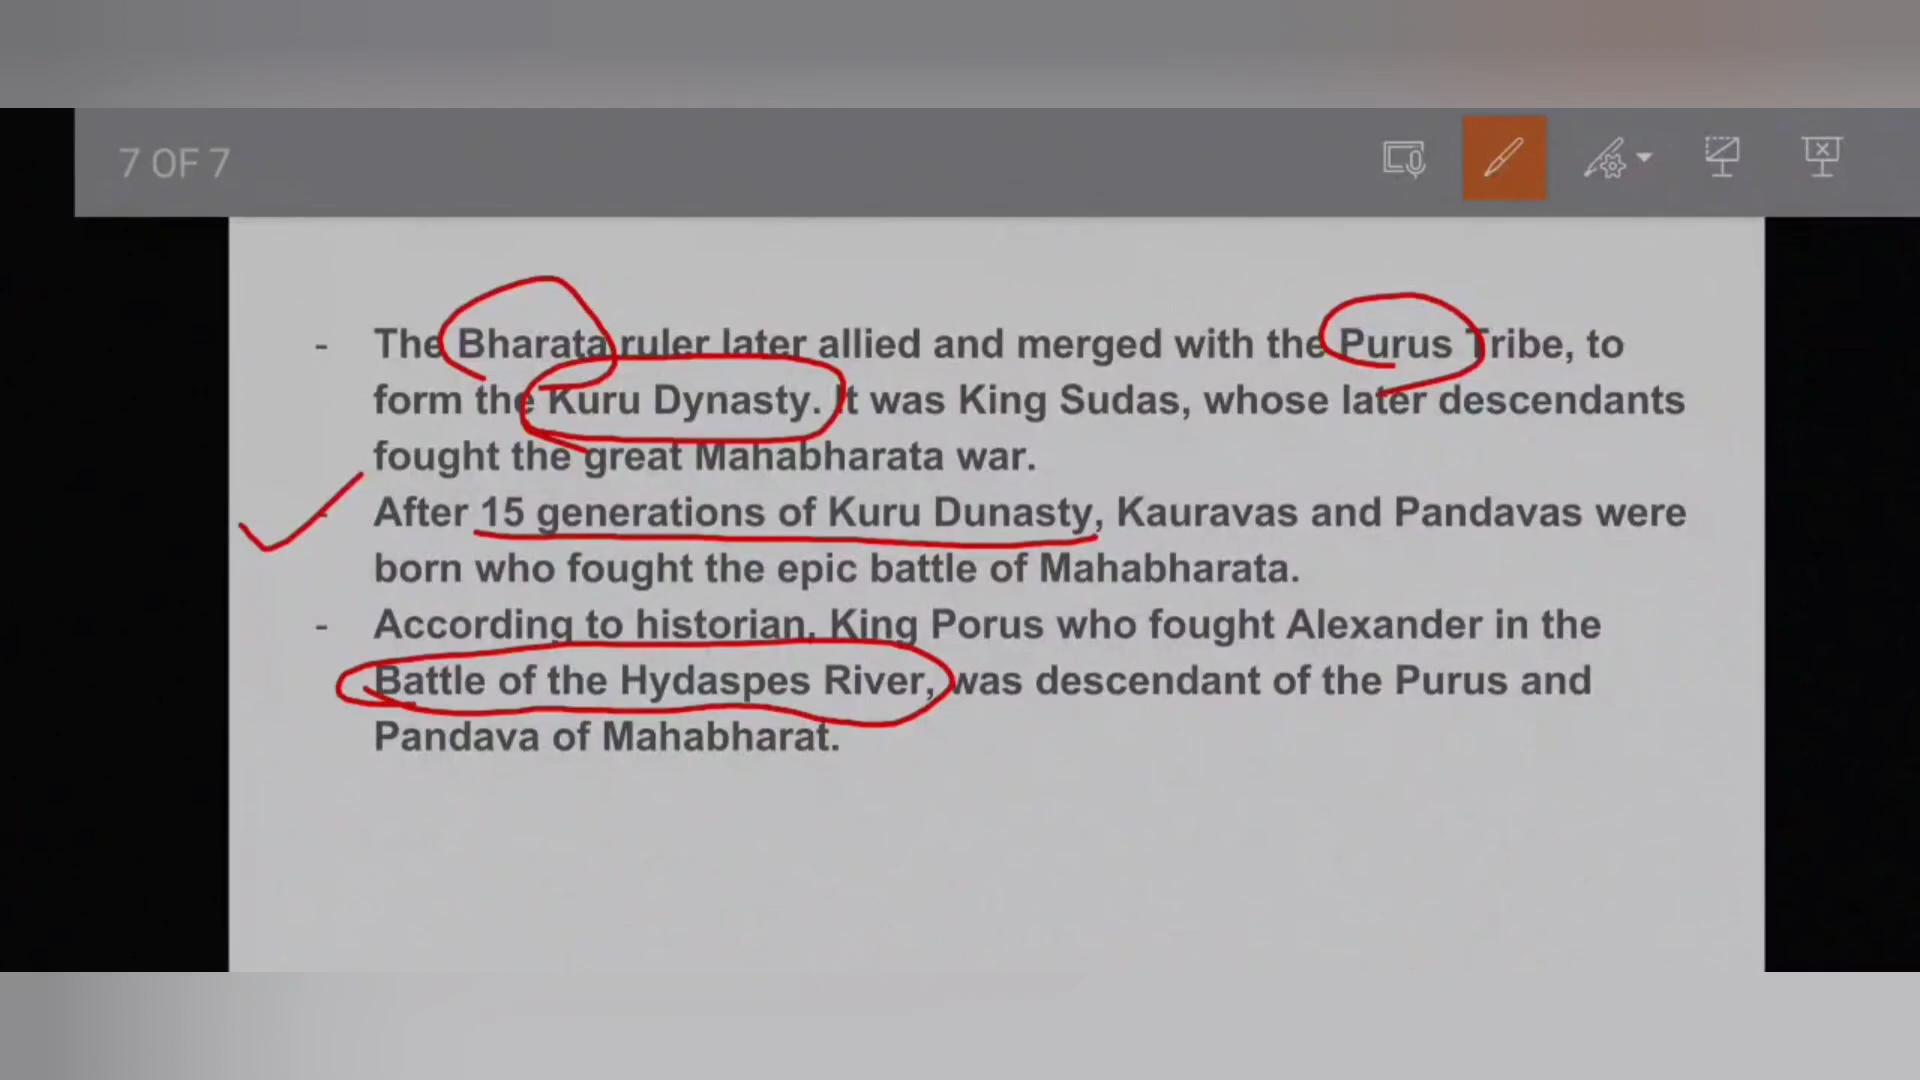 7 OF 7
- The Bharata ruler later allied and merged with the Purus Tribe, to
form the Kuru Dynasty. It was King Sudas, whose later descendants
fought the great Mahabharata war.
- After 15 generations of Kuru Dunasty, Kauravas and Pandavas were
born who fought the epic battle of Mahabharata.
- According to historian, King Porus who fought Alexander in the
Battle of the Hydaspes River, was descendant of the Purus and
Pandava of Mahabharat.